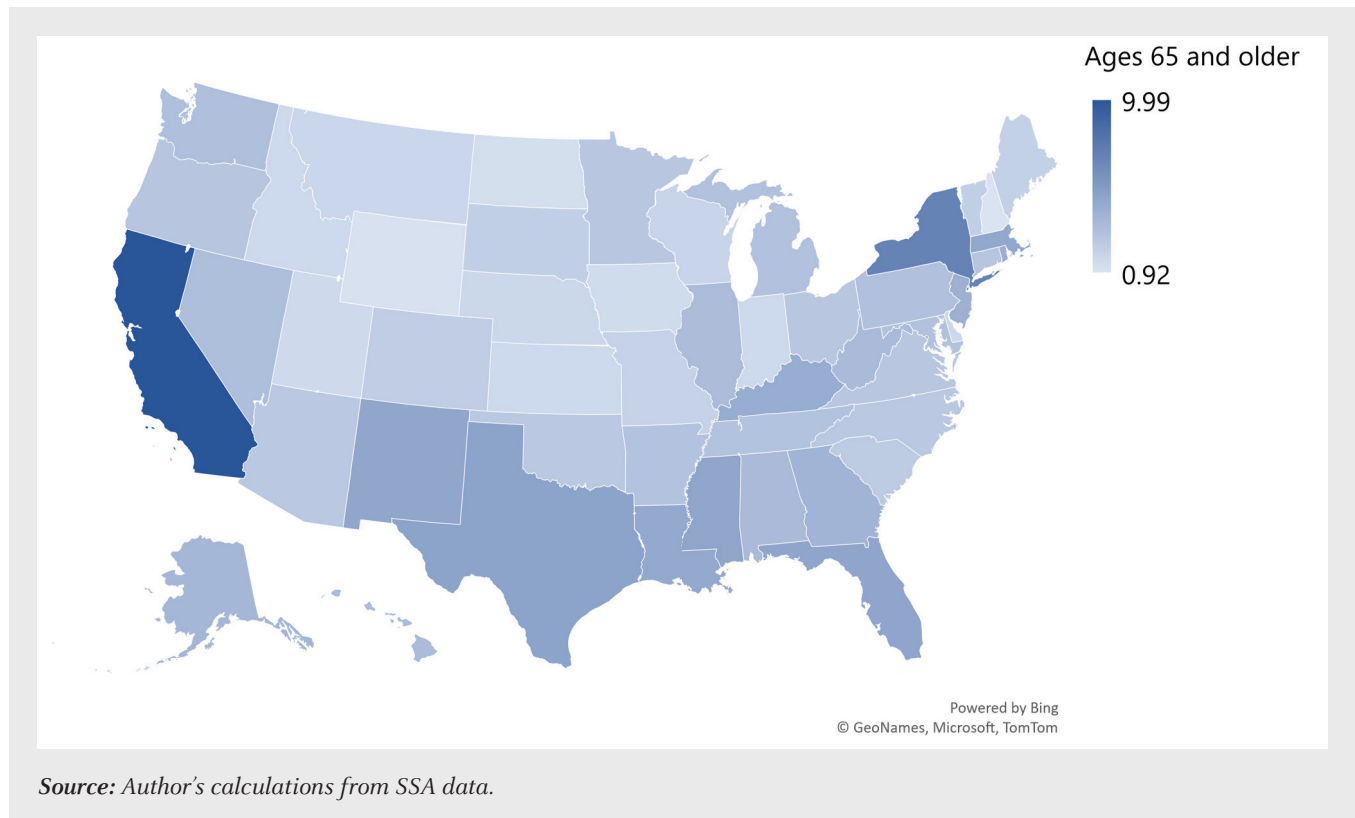 Ages 65 and older
9.99
0.92
Powered by Bing
© GeoNames, Microsoft, TomTom
Source: Author's calculations from SSA data.